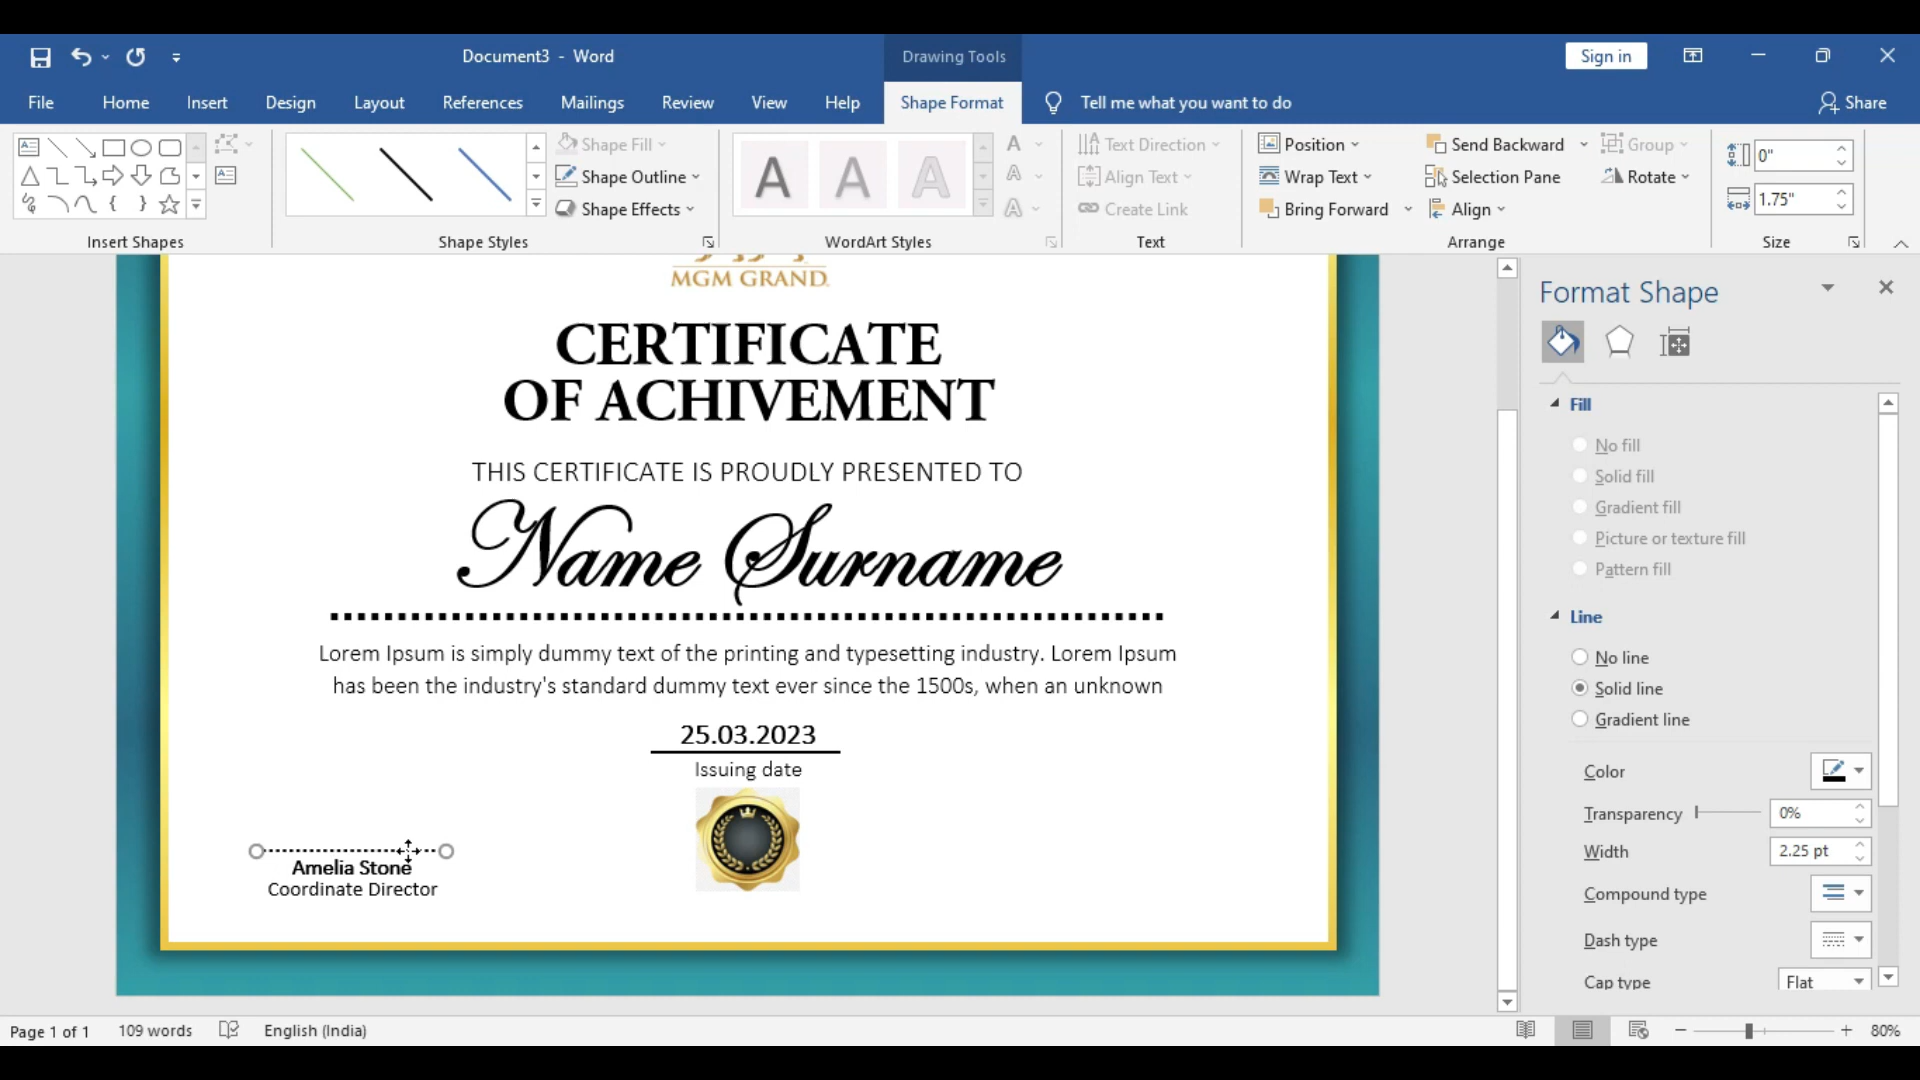 Document3 - Word
Drawing Tools
Sign in
File Home Insert Design Layout References Mailings Review View Help Shape Format Tell me what you want to do Share
Shape Fill
Shape Outline
Shape Effects
Text Direction
Align Text
Create Link
Position
Wrap Text
Bring Forward
Send Backward
Selection Pane
Align
Group
Rotate
0"
1.75"
Insert Shapes Shape Styles WordArt Styles Text Arrange Size
MGM GRAND.
CERTIFICATE
OF ACHIVEMENT
THIS CERTIFICATE IS PROUDLY PRESENTED TO
Name Surname
Lorem Ipsum is simply dummy text of the printing and typesetting industry. Lorem Ipsum
has been the industry's standard dummy text ever since the 1500s, when an unknown
25.03.2023
Issuing date
Amelia Stone
Coordinate Director
Format Shape
Fill
No fill
Solid fill
Gradient fill
Picture or texture fill
Pattern fill
Line
No line
Solid line
Gradient line
Color
Transparency 0%
Width 2.25 pt
Compound type
Dash type
Cap type Flat
Page 1 of 1 109 words English (India) 80%